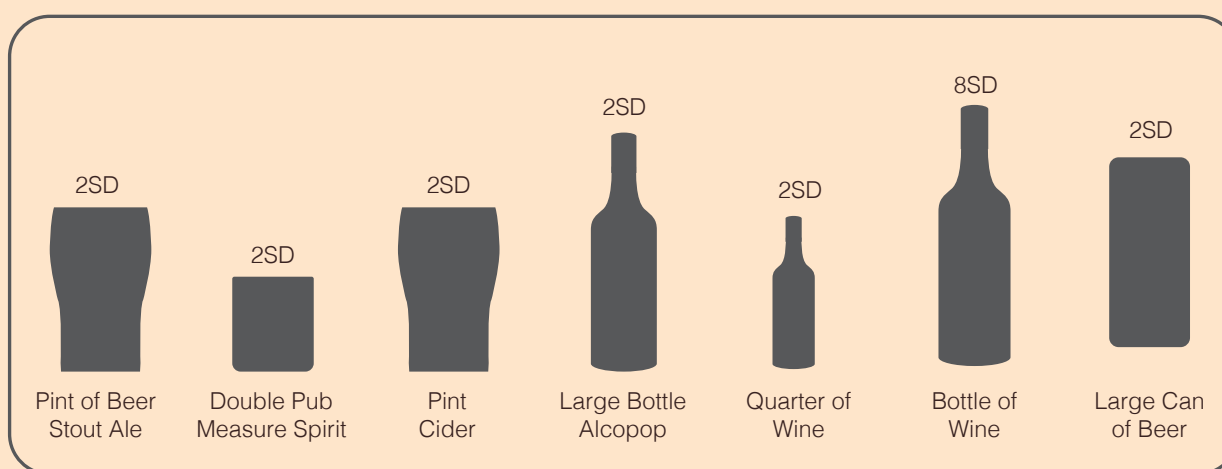 2SD
Pint of Beer
Stout Ale
2SD
Double Pub
Measure Spirit
2SD
Pint
Cider
2SD
Large Bottle
Alcopop
2SD
Quarter of
Wine
8SD
Bottle of
Wine
2SD
Large Can
of Beer